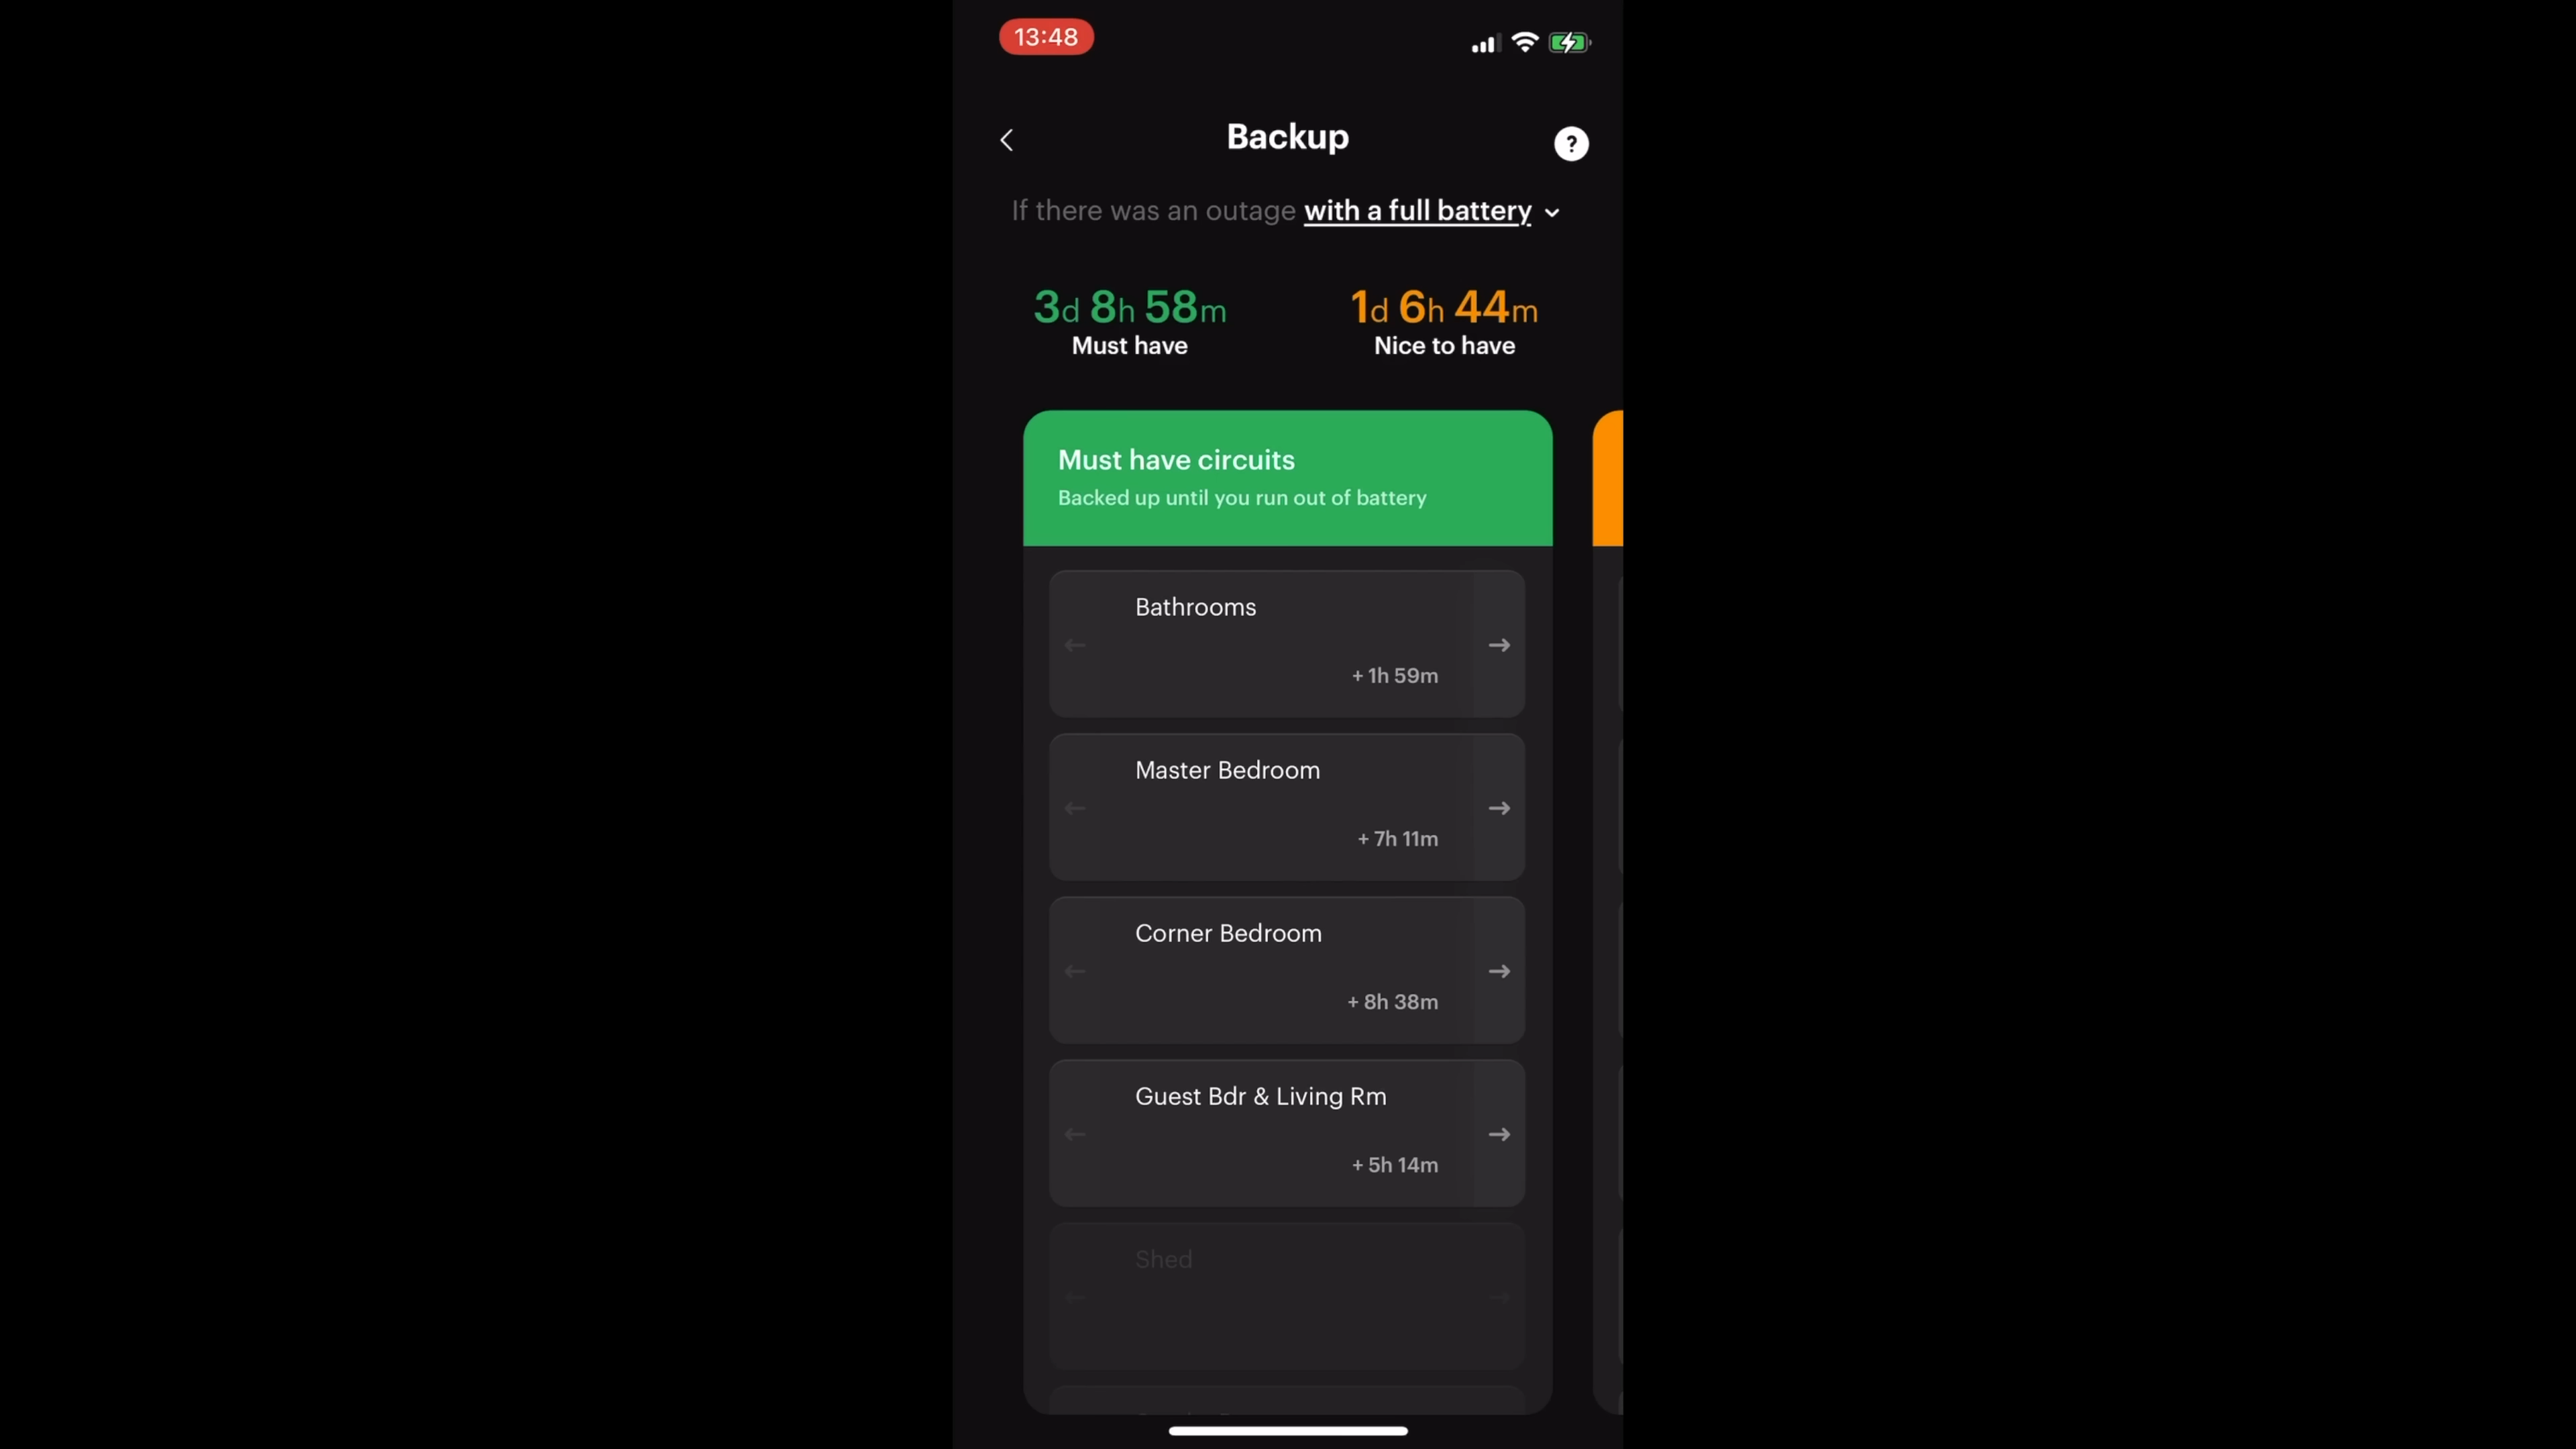 13:48
Backup
?
If there was an outage with a full battery
3d 8h 58m
Must have
1d 6h 44m
Nice to have
Must have circuits
Backed up until you run out of battery
Bathrooms
+ 1h 59m
Master Bedroom
+ 7h 11m
Corner Bedroom
+ 8h 38m
Guest Bdr & Living Rm
+ 5h 14m
Shed